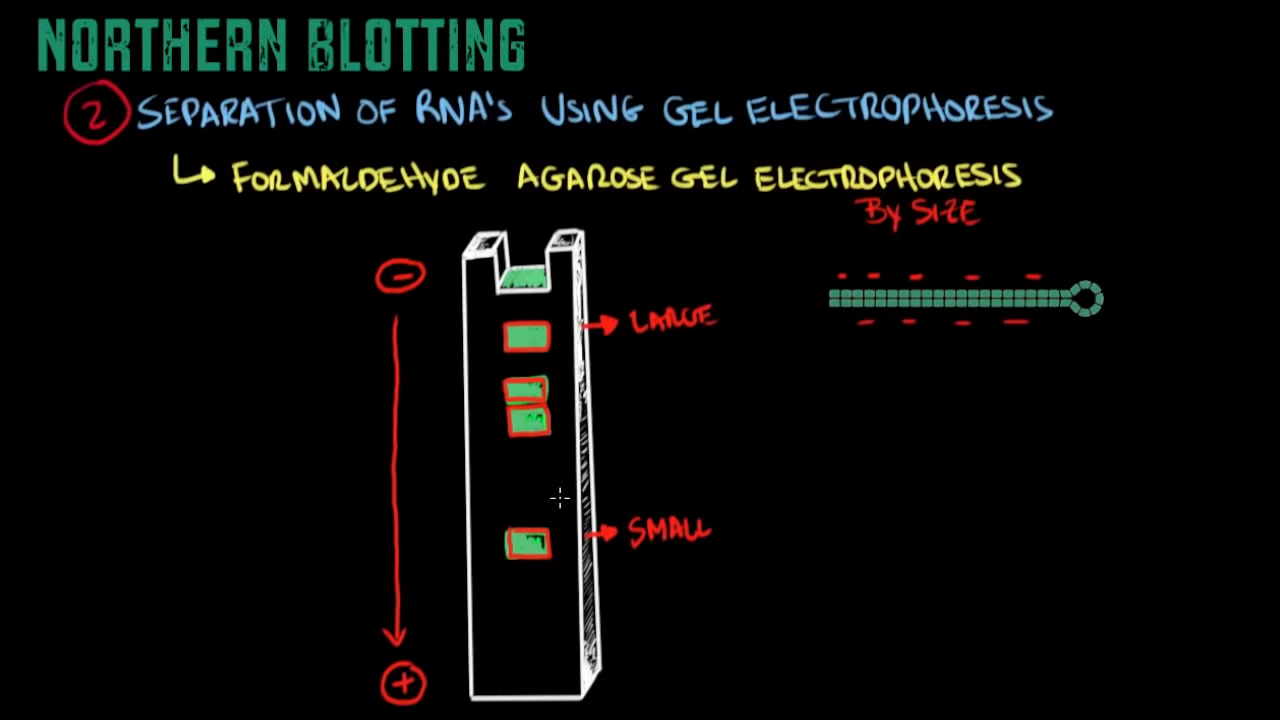 NORTHERN BLOTTING
2 SEPARATION OF RNA'S USING GEL ELECTROPHORESIS
FORMALDEHYDE AGAROSE GEL ELECTROPHORESIS
BY SIZE
-
LARGE
SMALL
+